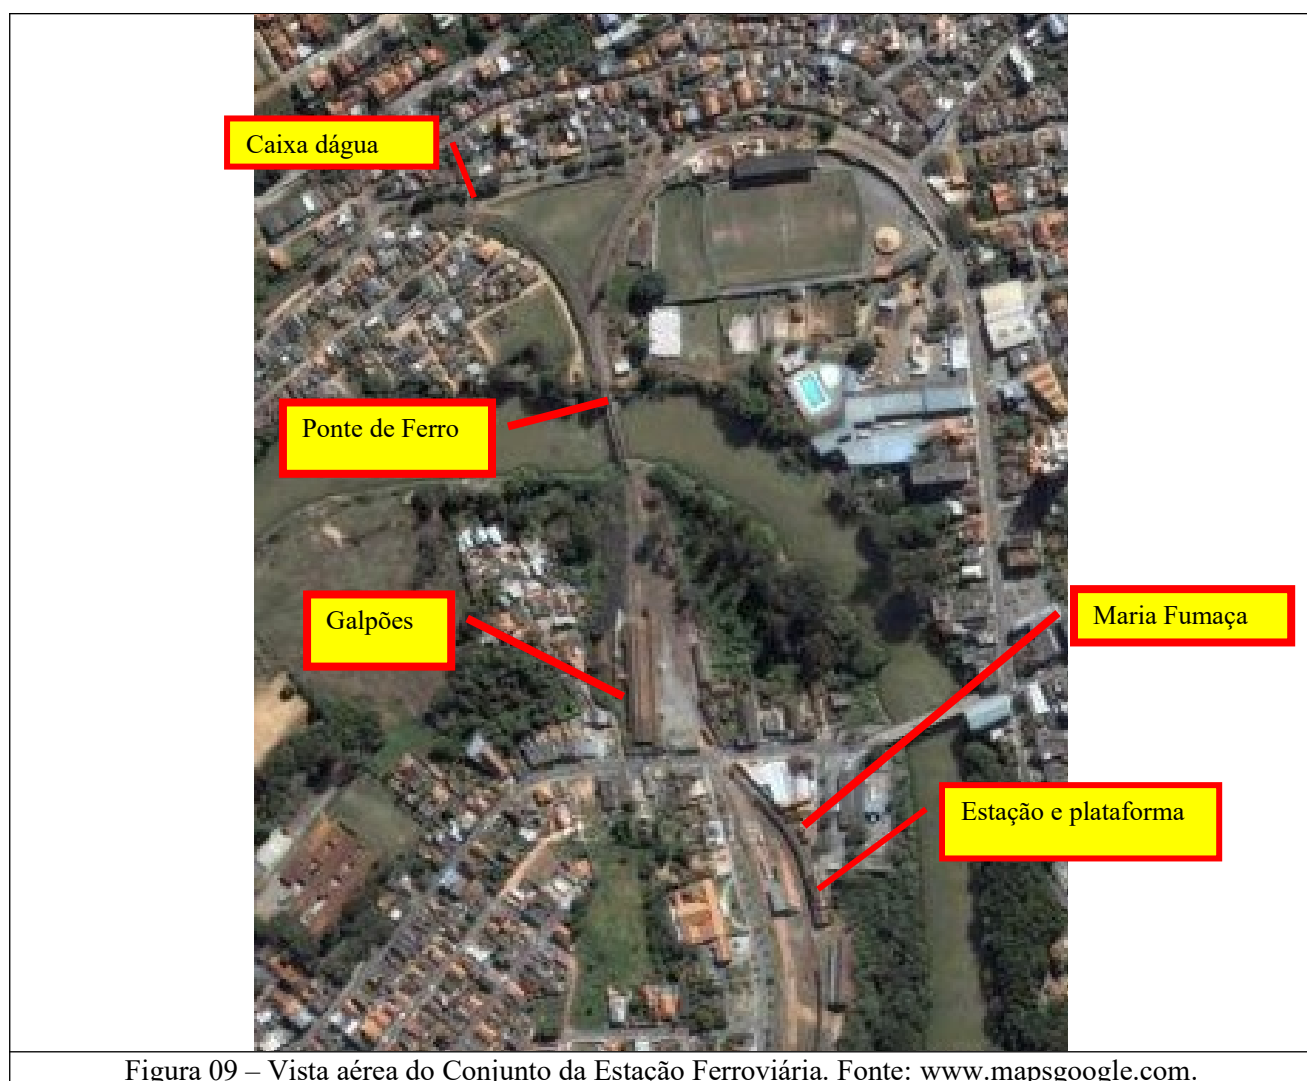 Caixa dágua
Ponte de Ferro
Galpões
Maria Fumaça
Estação e plataforma
Figura 09 – Vista aérea do Conjunto da Estação Ferroviária. Fonte: www.mapsgoogle.com.